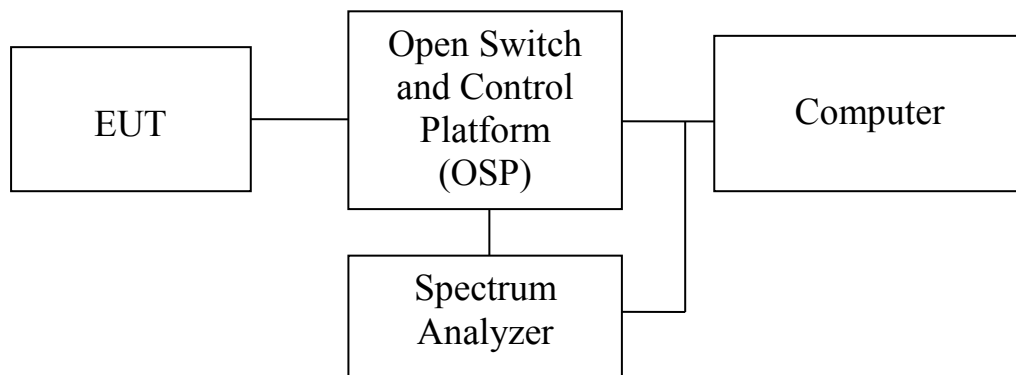 EUT
Open Switch
and Control
Platform
(OSP)
Computer
Spectrum
Analyzer